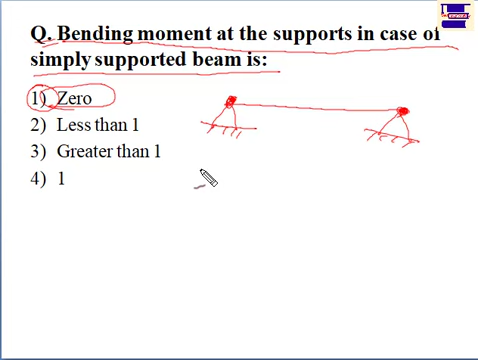 Q. Bending moment at the supports in case of
simply supported beam is:
1) Zero
2) Less than 1
3) Greater than 1
4) 1